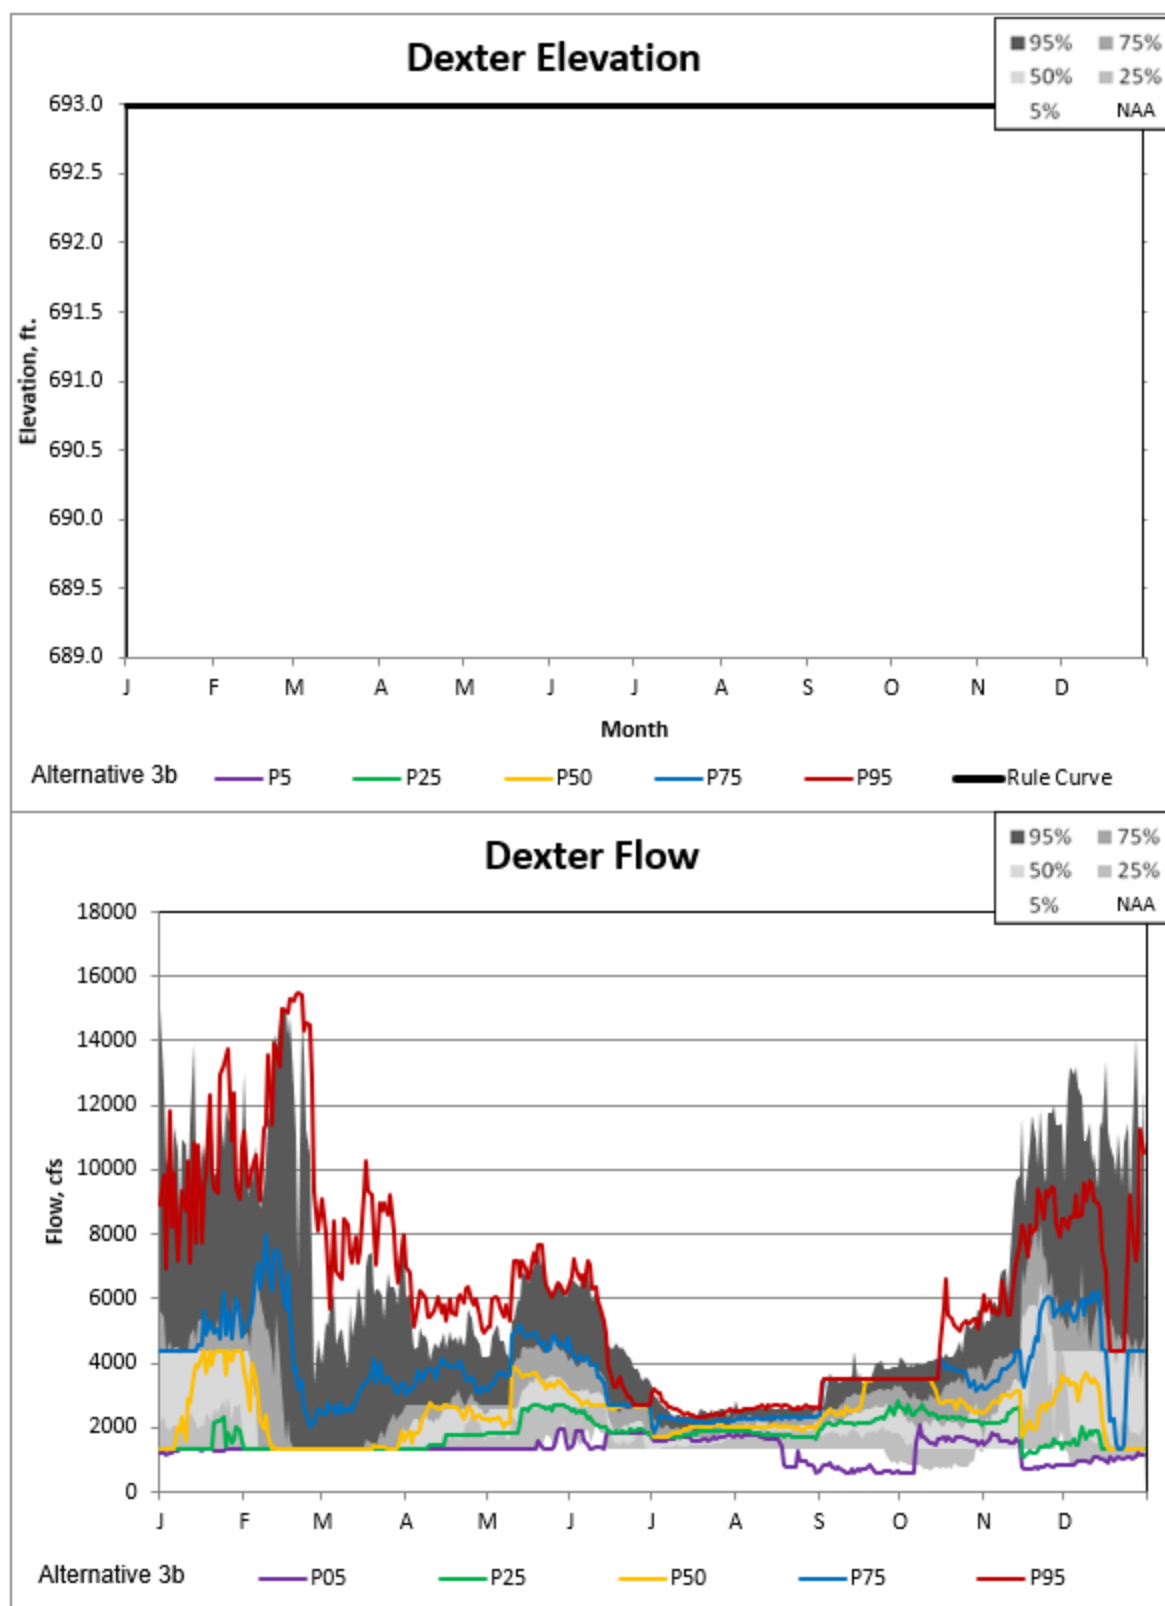 Dexter Elevation
95% 75%
50% 25%
5% NAA
693.0
692.5
692.0
691.5
691.0
690.5
690.0
689.5
689.0
Elevation, ft.
J F M A M J J A S O N D
Month
Alternative 3b P5 P25 P50 P75 P95 Rule Curve
Dexter Flow
95% 75%
50% 25%
5% NAA
18000
16000
14000
12000
10000
8000
6000
4000
2000
0
Flow, cfs
J F M A M J J A S O N D
Alternative 3b P05 P25 P50 P75 P95